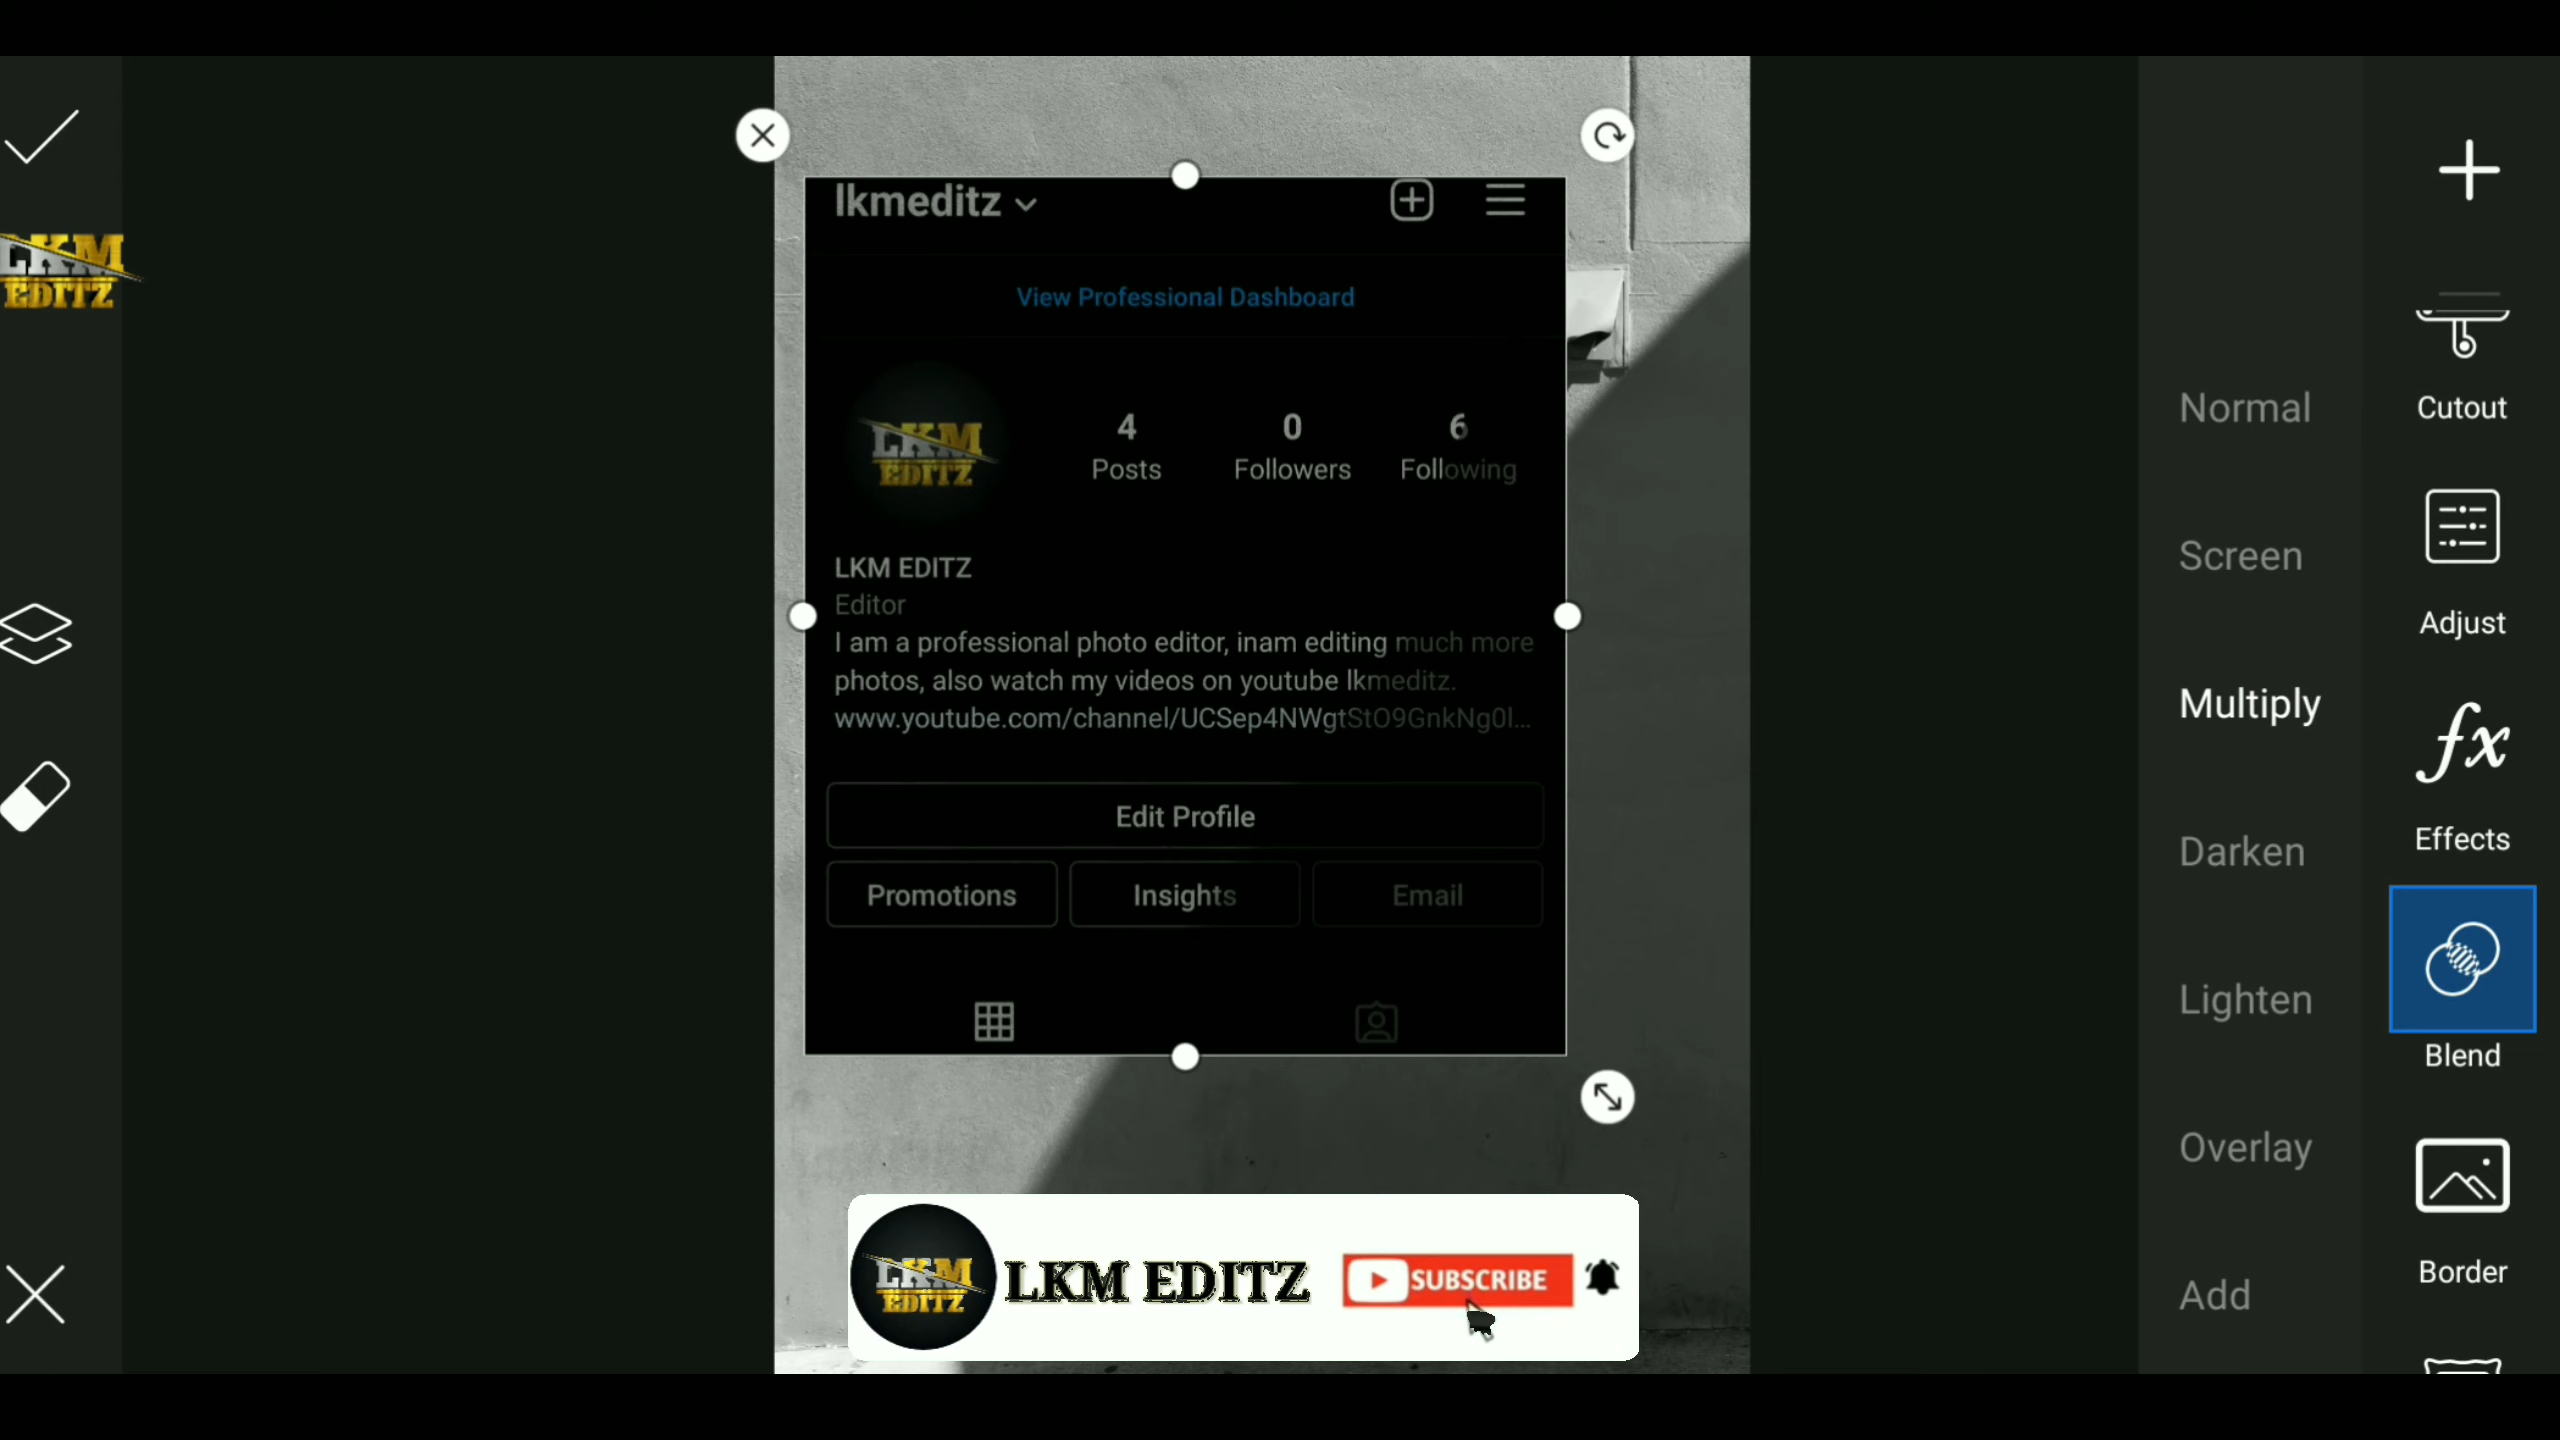 LKM
EDITZ
lkmeditz
View Professional Dashboard
LKM
EDITZ
4 0 6
Posts Followers Following
LKM EDITZ
Editor
I am a professional photo editor, inam editing much more
photos, also watch my videos on youtube lkmeditz.
www.youtube.com/channel/UCSep4NWgtStO9GnkNg0l...
Edit Profile
Promotions Insights Email
LKM
EDITZ
LKM EDITZ
SUBSCRIBE
Normal
Screen
Multiply
Darken
Lighten
Overlay
Add
Cutout
Adjust
fx
Effects
Blend
Border